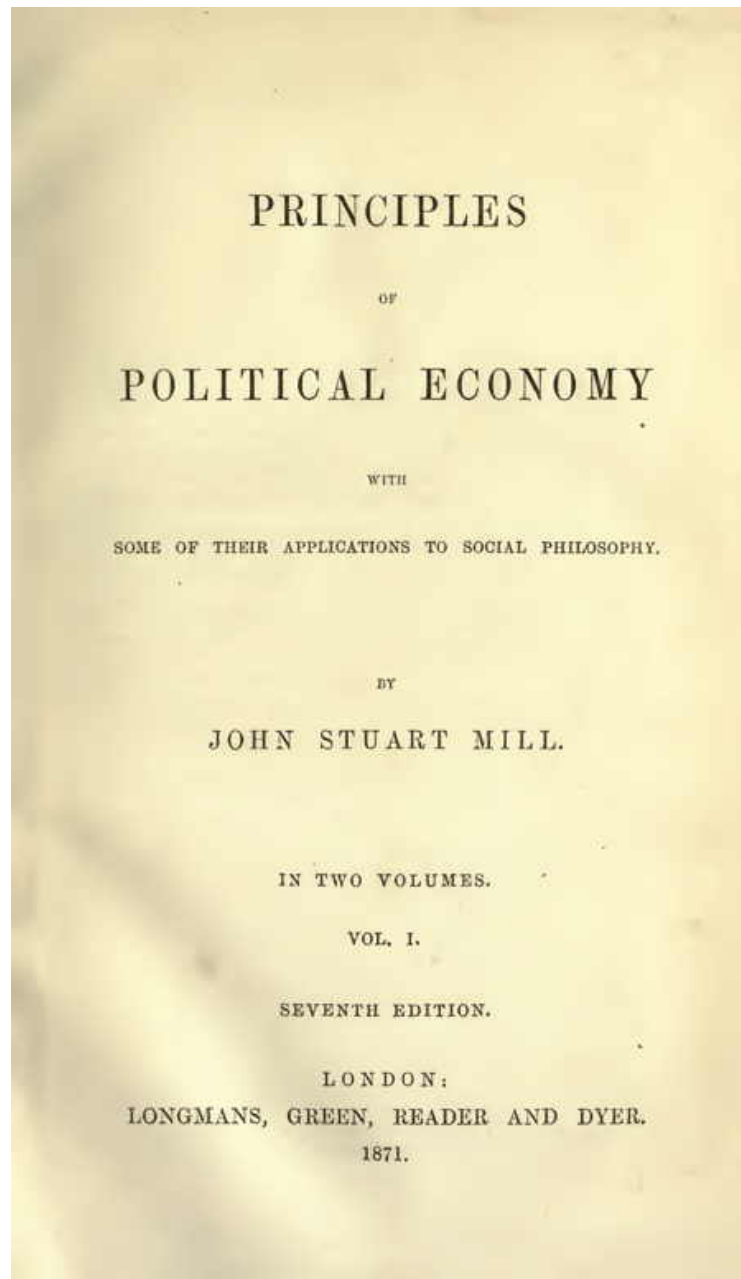 PRINCIPLES
OF
POLITICAL ECONOMY
WITH
SOME OF THEIR APPLICATIONS TO SOCIAL PHILOSOPHY.
BY
JOHN STUART MILL.
IN TWO VOLUMES.
VOL. I.
SEVENTH EDITION.
LONDON:
LONGMANS, GREEN, READER AND DYER.
1871.